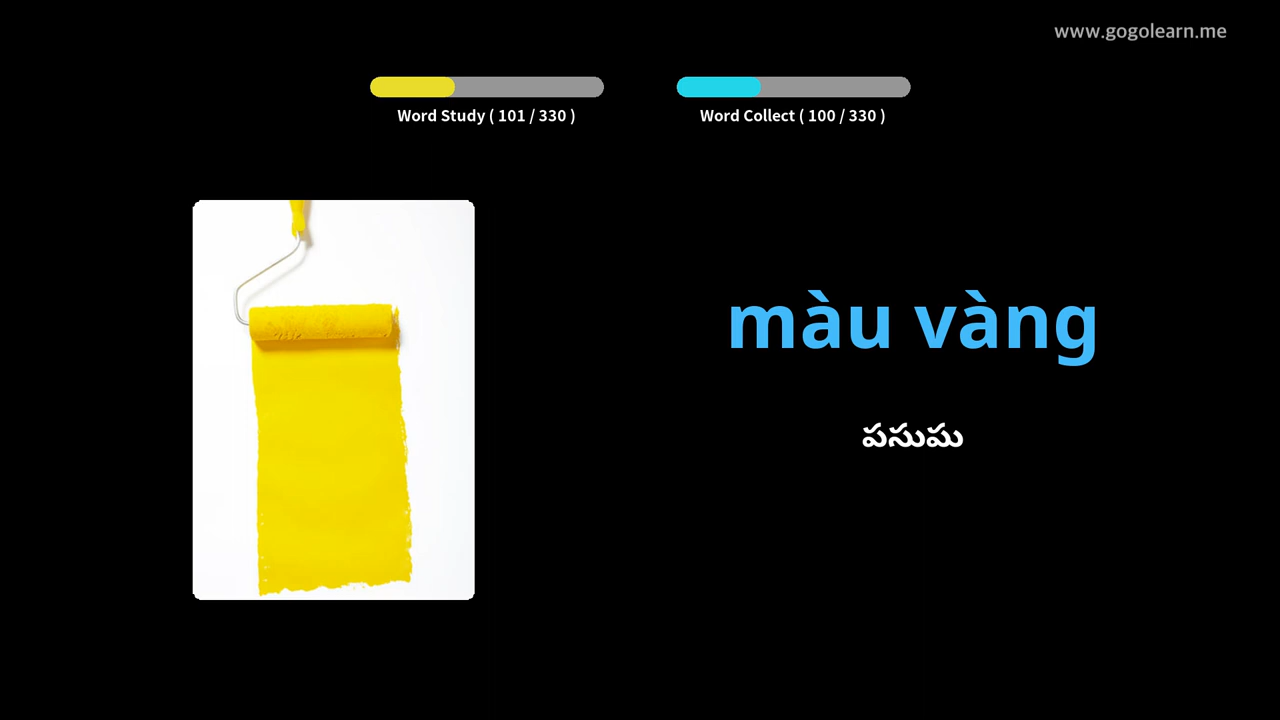 www.gogolearn.me
Word Study ( 101 / 330 )
Word Collect ( 100 / 330 )
màu vàng
పసుపు